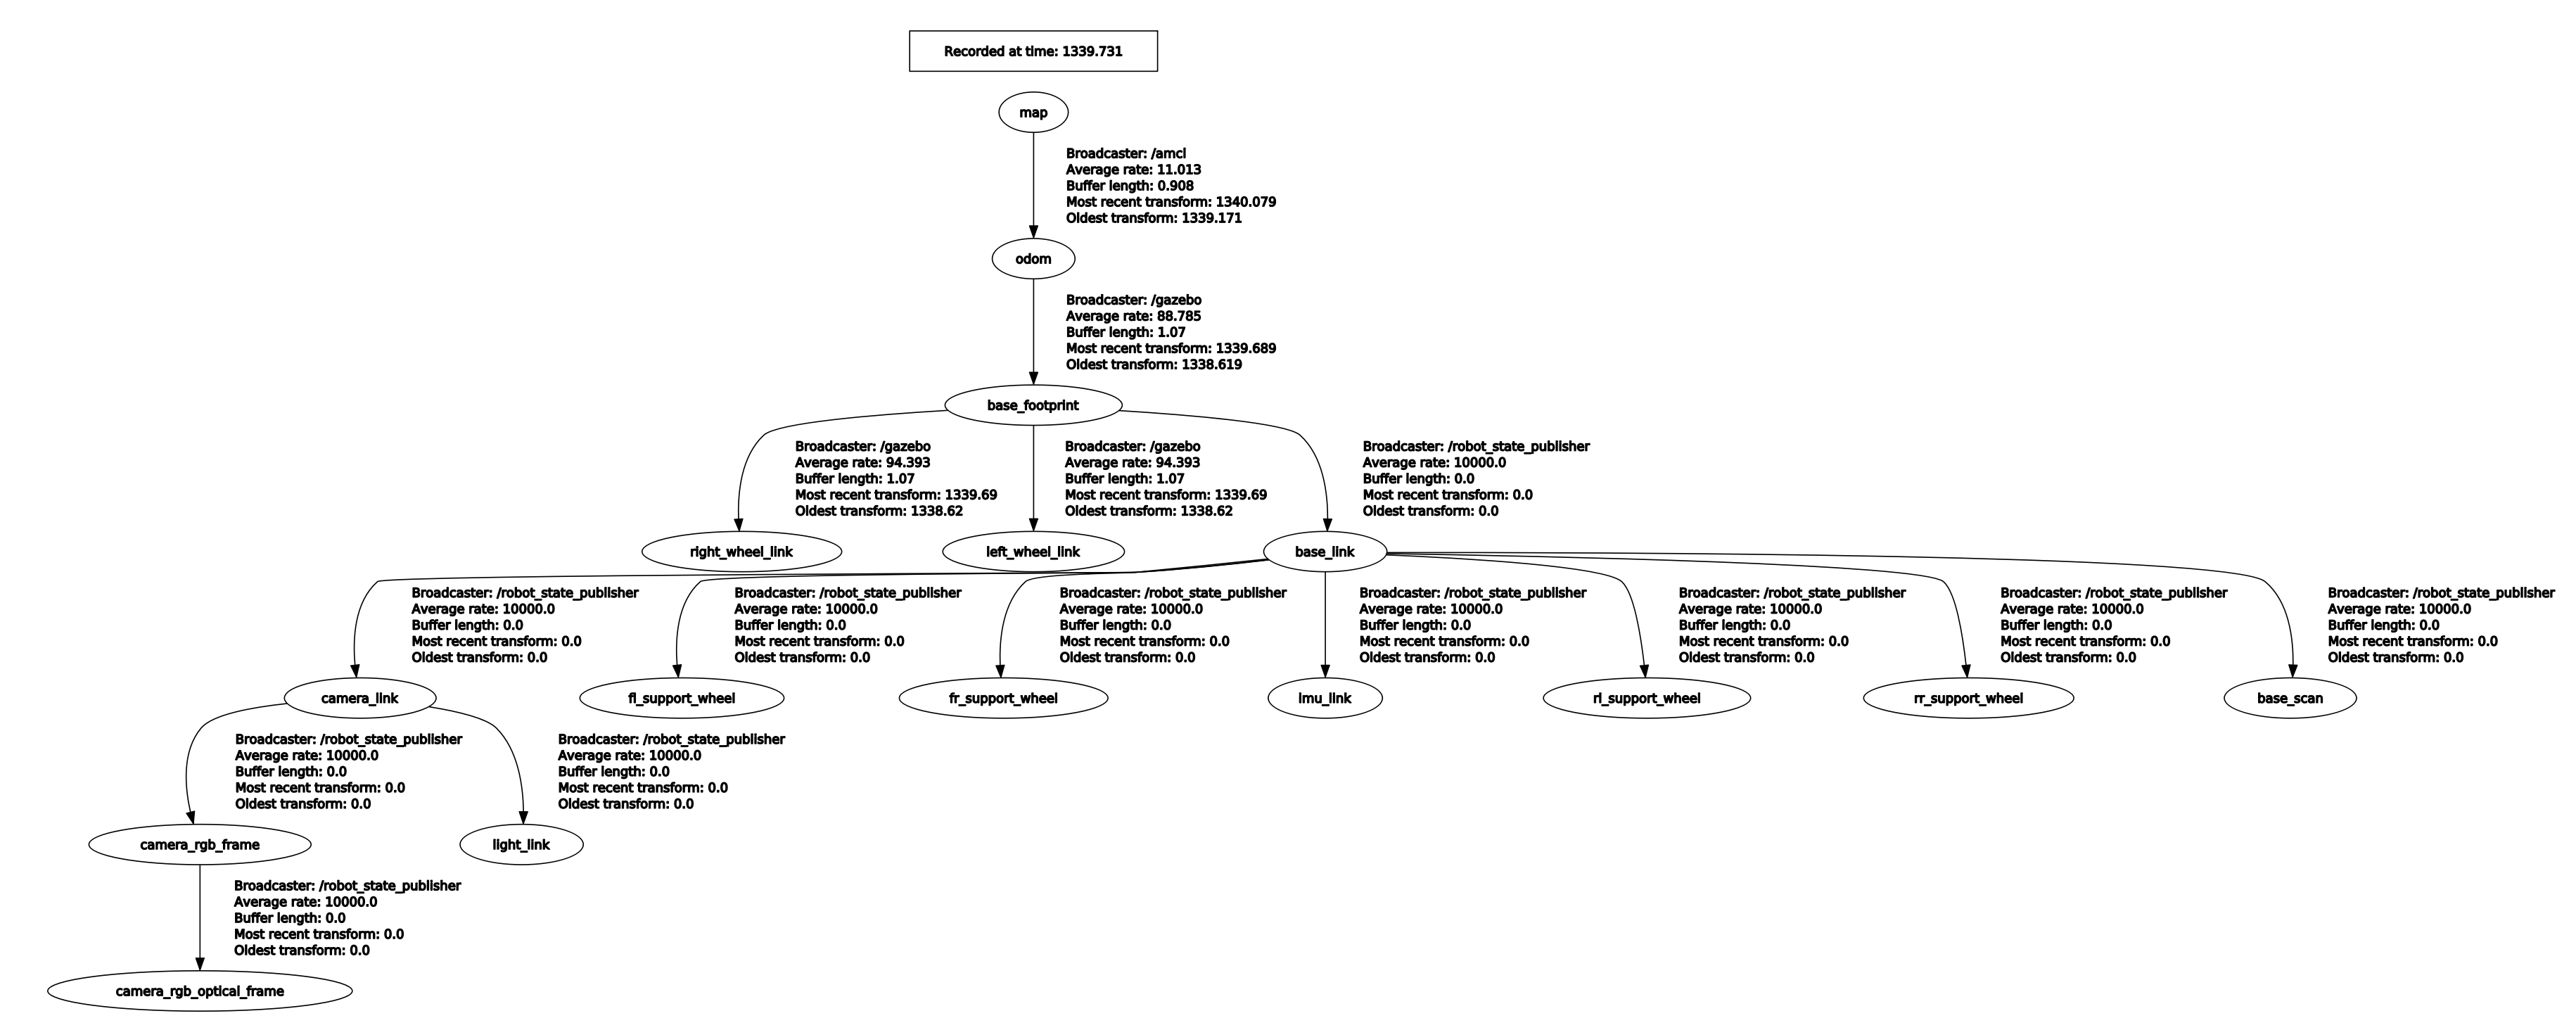 Recorded at time: 1339.731
map
Broadcaster: /amcl
Average rate: 11.013
Buffer length: 0.908
Most recent transform: 1340.079
Oldest transform: 1339.171
odom
Broadcaster: /gazebo
Average rate: 88.785
Buffer length: 1.07
Most recent transform: 1339.689
Oldest transform: 1338.619
base_footprint
Broadcaster: /gazebo
Average rate: 94.393
Buffer length: 1.07
Most recent transform: 1339.69
Oldest transform: 1338.62
Broadcaster: /gazebo
Average rate: 94.393
Buffer length: 1.07
Most recent transform: 1339.69
Oldest transform: 1338.62
Broadcaster: /robot_state_publisher
Average rate: 10000.0
Buffer length: 0.0
Most recent transform: 0.0
Oldest transform: 0.0
right_wheel_link
left_wheel_link
base_link
Broadcaster: /robot_state_publisher
Average rate: 10000.0
Buffer length: 0.0
Most recent transform: 0.0
Oldest transform: 0.0
Broadcaster: /robot_state_publisher
Average rate: 10000.0
Buffer length: 0.0
Most recent transform: 0.0
Oldest transform: 0.0
Broadcaster: /robot_state_publisher
Average rate: 10000.0
Buffer length: 0.0
Most recent transform: 0.0
Oldest transform: 0.0
Broadcaster: /robot_state_publisher
Average rate: 10000.0
Buffer length: 0.0
Most recent transform: 0.0
Oldest transform: 0.0
Broadcaster: /robot_state_publisher
Average rate: 10000.0
Buffer length: 0.0
Most recent transform: 0.0
Oldest transform: 0.0
Broadcaster: /robot_state_publisher
Average rate: 10000.0
Buffer length: 0.0
Most recent transform: 0.0
Oldest transform: 0.0
Broadcaster: /robot_state_publisher
Average rate: 10000.0
Buffer length: 0.0
Most recent transform: 0.0
Oldest transform: 0.0
camera_link
fl_support_wheel
fr_support_wheel
imu_link
rl_support_wheel
rr_support_wheel
base_scan
Broadcaster: /robot_state_publisher
Average rate: 10000.0
Buffer length: 0.0
Most recent transform: 0.0
Oldest transform: 0.0
Broadcaster: /robot_state_publisher
Average rate: 10000.0
Buffer length: 0.0
Most recent transform: 0.0
Oldest transform: 0.0
camera_rgb_frame
light_link
Broadcaster: /robot_state_publisher
Average rate: 10000.0
Buffer length: 0.0
Most recent transform: 0.0
Oldest transform: 0.0
camera_rgb_optical_frame